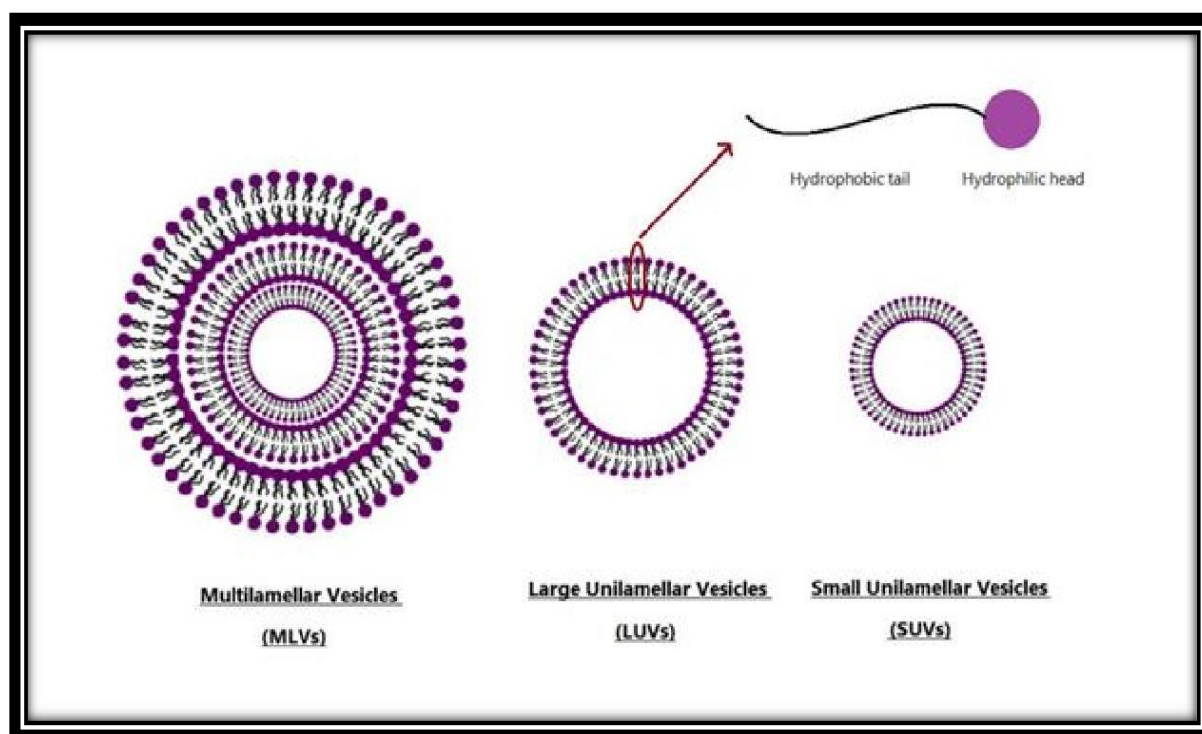 Hydrophobic tail
Hydrophilic head
Multilamellar Vesicles
(MLVs)
Large Unilamellar Vesicles
(LUVs)
Small Unilamellar Vesicles
(SUVs)